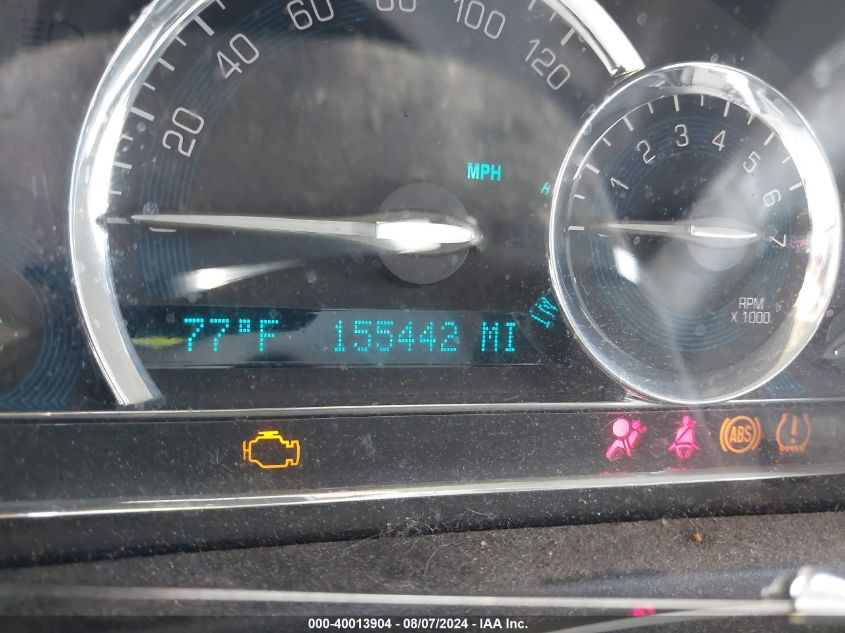 20 40 60 80 100 120
MPH
H
1 2 3 4 5 6 7
RPM
X 1000
77°F 155442 MI
ABS
000-40013904 - 08/07/2024 - IAA Inc.